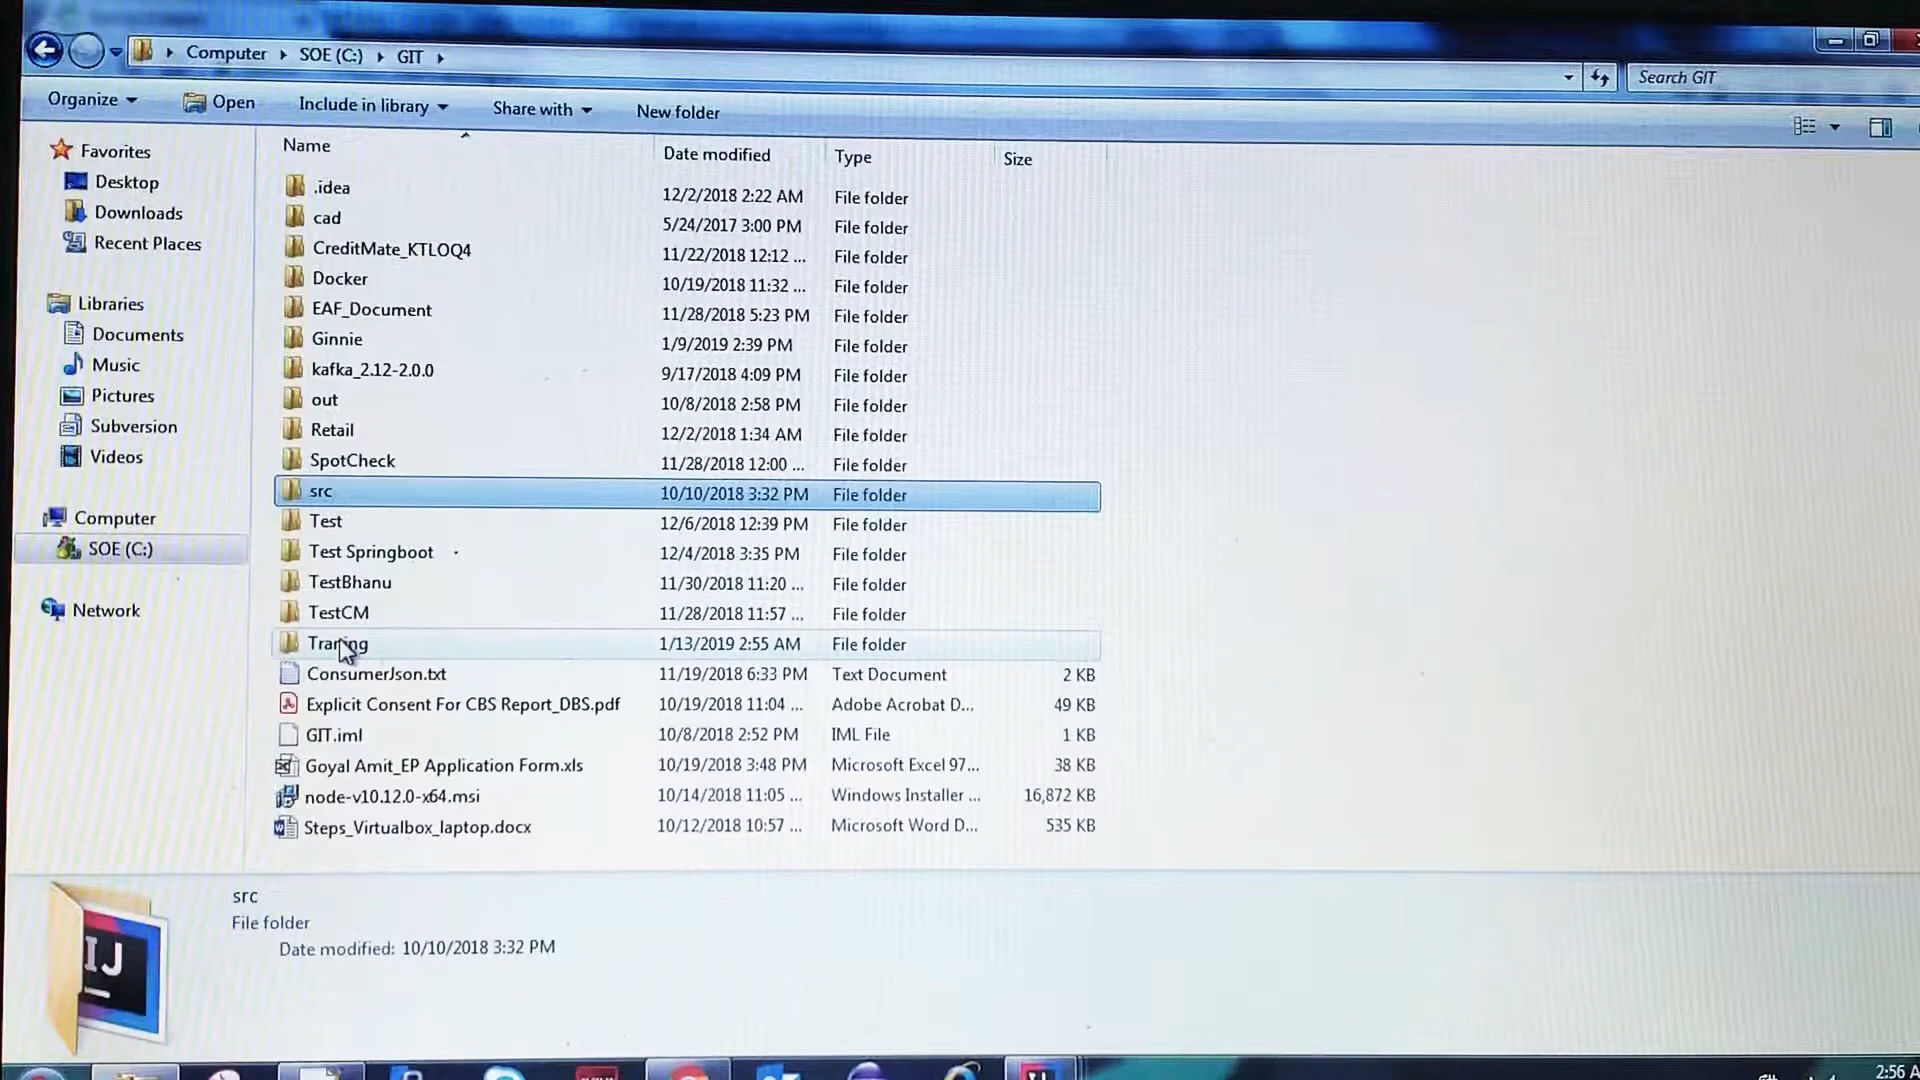 Computer SOE (C:) GIT
Search GIT
Organize Open Include in library Share with New folder
Name Date modified Type Size
Favorites
Desktop
Downloads
Recent Places
Libraries
Documents
Music
Pictures
Subversion
Videos
Computer
SOE (C:)
Network
.idea 12/2/2018 2:22 AM File folder
cad 5/24/2017 3:00 PM File folder
CreditMate_KTLOQ4 11/22/2018 12:12 ... File folder
Docker 10/19/2018 11:32 ... File folder
EAF_Document 11/28/2018 5:23 PM File folder
Ginnie 1/9/2019 2:39 PM File folder
kafka_2.12-2.0.0 9/17/2018 4:09 PM File folder
out 10/8/2018 2:58 PM File folder
Retail 12/2/2018 1:34 AM File folder
SpotCheck 11/28/2018 12:00 ... File folder
src 10/10/2018 3:32 PM File folder
Test 12/6/2018 12:39 PM File folder
Test Springboot 12/4/2018 3:35 PM File folder
TestBhanu 11/30/2018 11:20 ... File folder
TestCM 11/28/2018 11:57 ... File folder
1/13/2019 2:55 AM File folder
ConsumerJson.txt 11/19/2018 6:33 PM Text Document 2 KB
Explicit Consent For CBS Report_DBS.pdf 10/19/2018 11:04 ... Adobe Acrobat D... 49 KB
GIT.iml 10/8/2018 2:52 PM IML File 1 KB
Goyal Amit_EP Application Form.xls 10/19/2018 3:48 PM Microsoft Excel 97... 38 KB
node-v10.12.0-x64.msi 10/14/2018 11:05 ... Windows Installer ... 16,872 KB
Steps_Virtualbox_laptop.docx 10/12/2018 10:57 ... Microsoft Word D... 535 KB
src
File folder
Date modified: 10/10/2018 3:32 PM
IJ
2:56 A